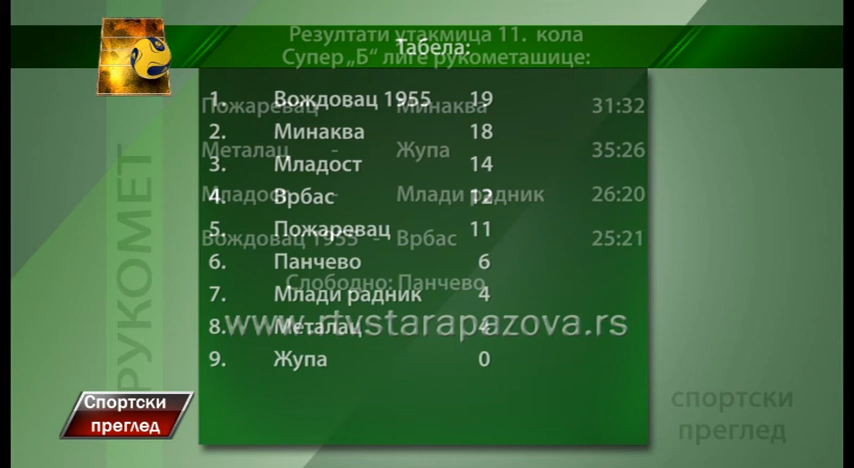 Резултати утакмица 11. кола
Супер „Б“ лиге рукометашице:
Табела:
1. Вождовац 1955 19
2. Минаква 18
3. Младост 14
4. Врбас 12
5. Пожаревац 11
6. Панчево 6
7. Млади радник 4
8. Металац 4
9. Жупа 0
Пожаревац - Минаква 31:32
Металац - Жупа 35:26
Младост - Млади радник 26:20
Вождовац 1955 - Врбас 25:21
Слободно: Панчево
www.rtvstarapazova.rs
РУКОМЕТ
Спортски
преглед
спортски
преглед